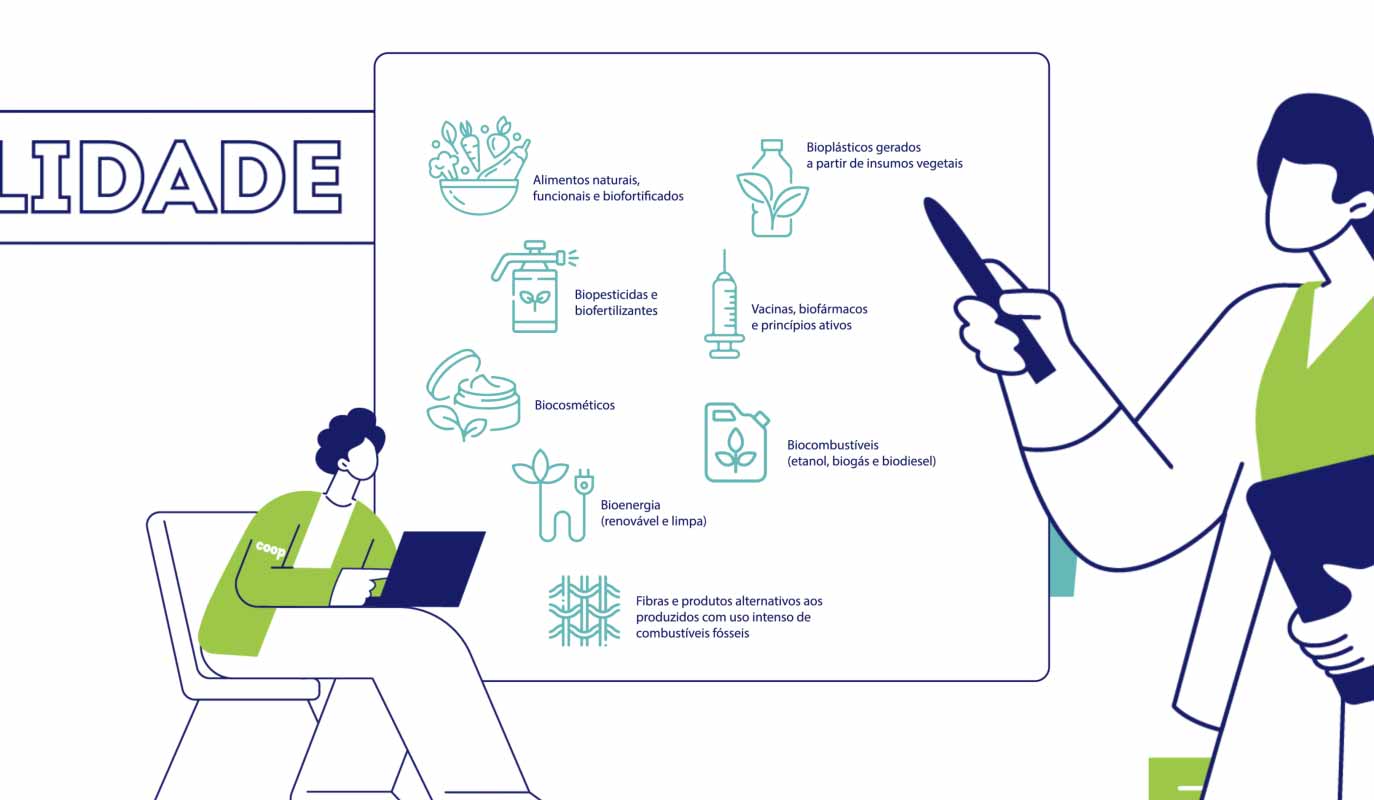 LIDADE
Alimentos naturais,
funcionais e biofortificados
Bioplásticos gerados
a partir de insumos vegetais
Biopesticidas e
biofertilizantes
Vacinas, biofármacos
e princípios ativos
Biocosméticos
Biocombustíveis
(etanol, biogás e biodiesel)
Bioenergia
(renovável e limpa)
Fibras e produtos alternativos aos
produzidos com uso intenso de
combustíveis fósseis
coop